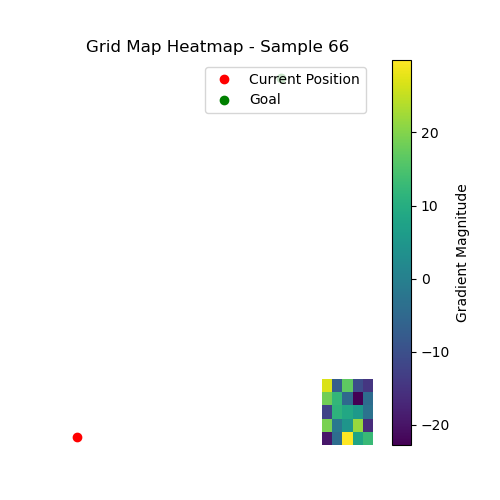 Grid Map Heatmap - Sample 66
Current Position
Goal
20
10
0
−10
−20
Gradient Magnitude